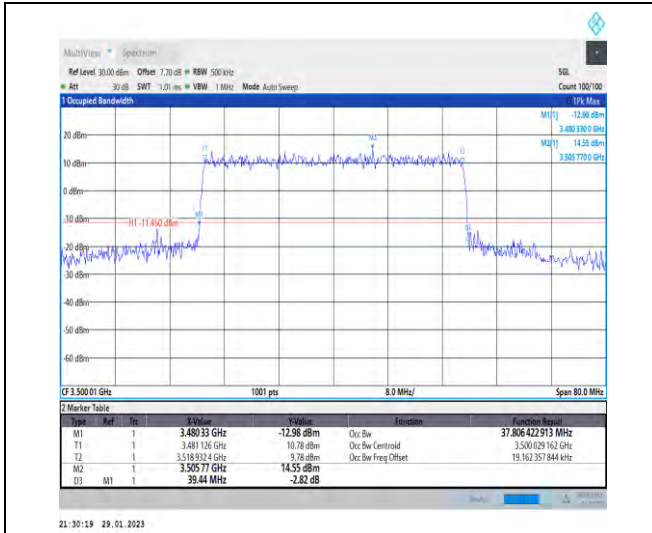 MultiView Spectrum
Ref Level 30.00 dBm Offset 7.70 dB RBW 500 kHz SGL
Att 30 dB SWT 1.01 ms VBW 1 MHz Mode Auto Sweep Count 100/100
1 Occupied Bandwidth 1Pk Max
M1[1] -12.98 dBm
3.480 330 0 GHz
M2[1] 14.55 dBm
3.505 770 0 GHz
20 dBm
M2
T1
T2
10 dBm
0 dBm
M1
-10 dBm
H1 -11.450 dBm
-20 dBm
-30 dBm
-40 dBm
-50 dBm
-60 dBm
CF 3.500 01 GHz 1001 pts 8.0 MHz/ Span 80.0 MHz
2 Marker Table
Type Ref Trc X-Value Y-Value Function Function Result
M1 1 3.480 33 GHz -12.98 dBm Occ Bw 37.806 422 913 MHz
T1 1 3.481 126 GHz 10.78 dBm Occ Bw Centroid 3.500 029 162 GHz
T2 1 3.518 932 4 GHz 9.78 dBm Occ Bw Freq Offset 19.162 357 844 kHz
M2 1 3.505 77 GHz 14.55 dBm
D3 M1 1 39.44 MHz -2.82 dB
21:30:19 29.01.2023